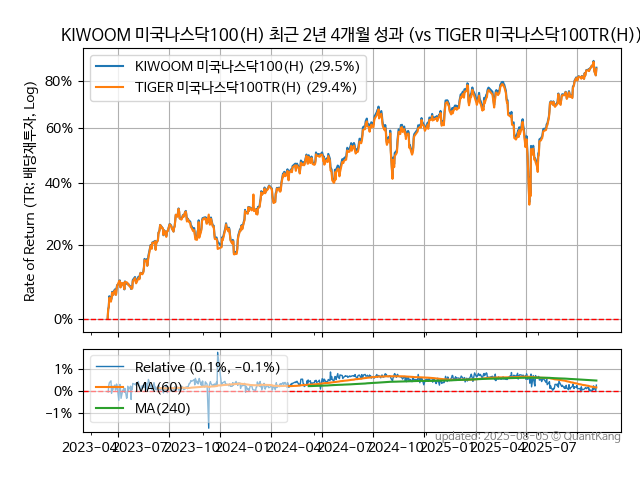 KIWOOM 미국나스닥100(H) 최근 2년 4개월 성과 (vs TIGER 미국나스닥100TR(H))
KIWOOM 미국나스닥100(H) (29.5%)
TIGER 미국나스닥100TR(H) (29.4%)
Rate of Return (TR: 배당재투자, Log)
80%
60%
40%
20%
0%
Relative (0.1%, −0.1%)
MA(60)
MA(240)
1%
0%
−1%
updated: 2025-08-05 © QuantKang
2023-04 2023-07 2023-10 2024-01 2024-04 2024-07 2024-10 2025-01 2025-04 2025-07